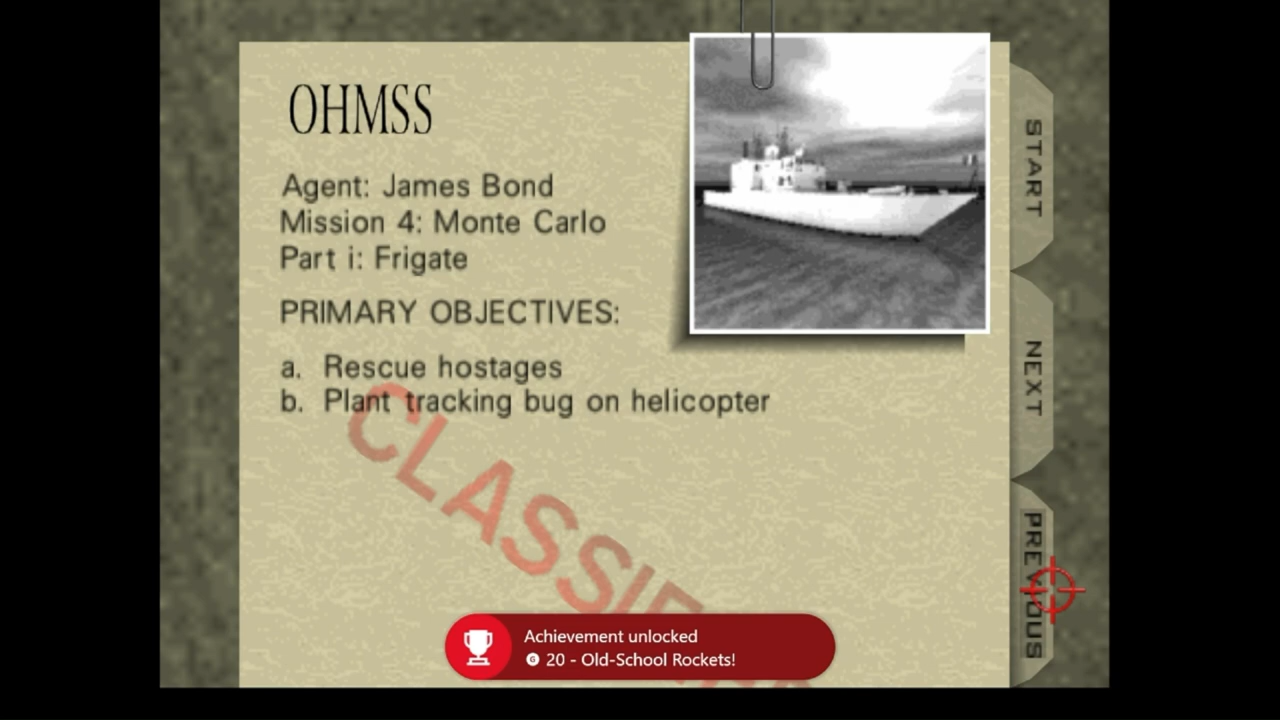 OHMSS
Agent: James Bond
Mission 4: Monte Carlo
Part i: Frigate
PRIMARY OBJECTIVES:
a. Rescue hostages
b. Plant tracking bug on helicopter
START
NEXT
PREVIOUS
Achievement unlocked
G 20 - Old-School Rockets!